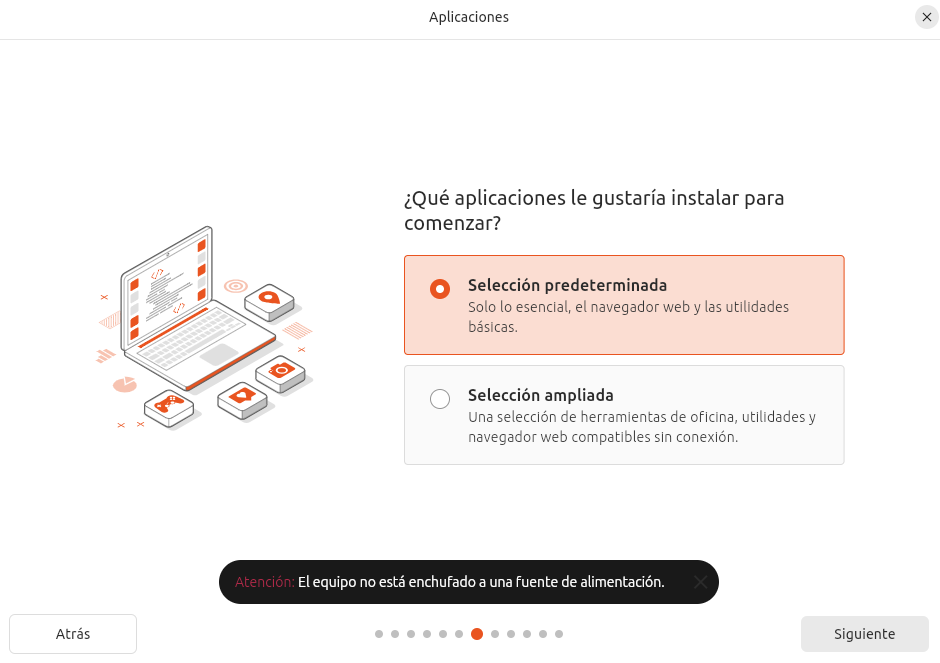 Aplicaciones
¿Qué aplicaciones le gustaría instalar para
comenzar?
Selección predeterminada
Solo lo esencial, el navegador web y las utilidades
básicas.
Selección ampliada
Una selección de herramientas de oficina, utilidades y
navegador web compatibles sin conexión.
Atención: El equipo no está enchufado a una fuente de alimentación.
Atrás
Siguiente